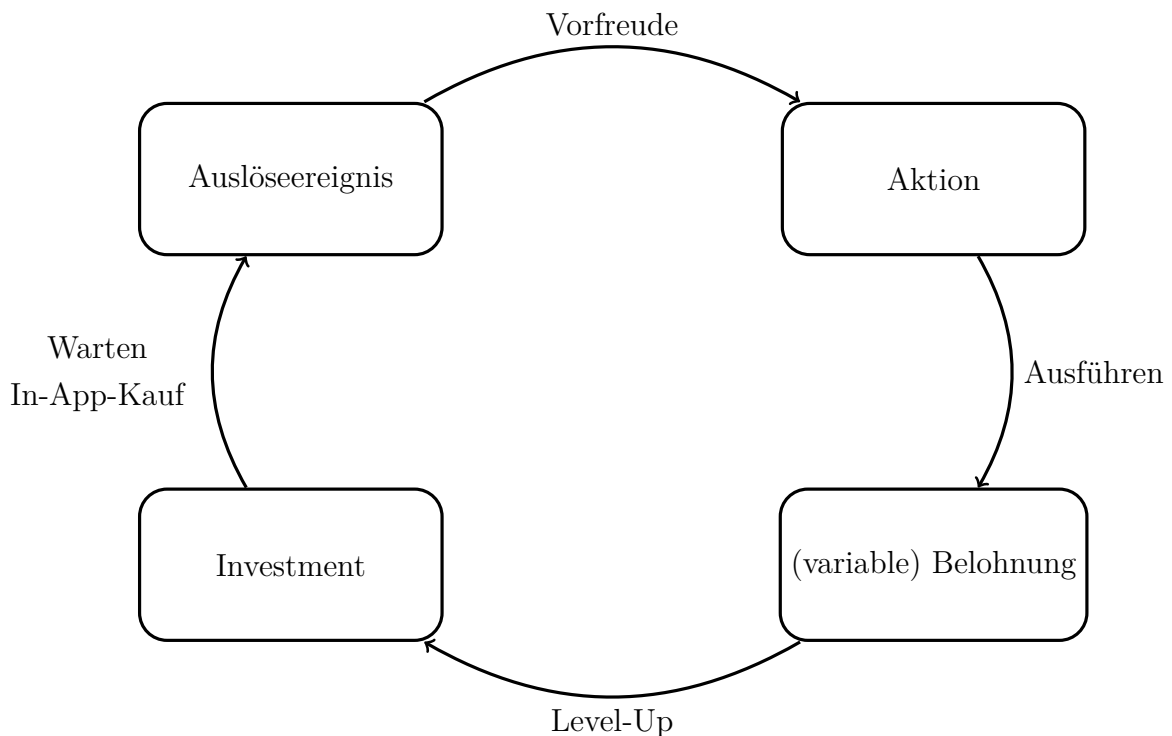 Vorfreude
Auslöseereignis
Aktion
Warten
In-App-Kauf
Ausführen
Investment
(variable) Belohnung
Level-Up